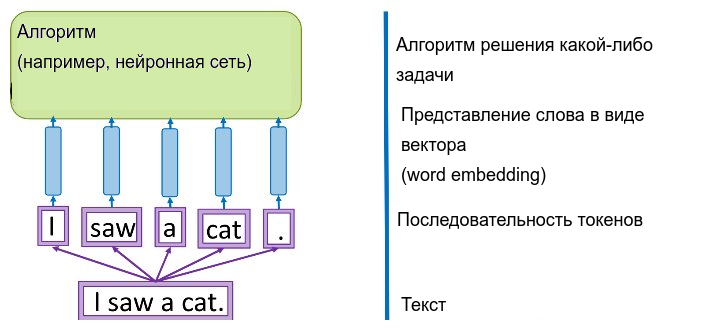 Алгоритм
(например, нейронная сеть)
I
saw
a
cat
.
I saw a cat.
Алгоритм решения какой-либо
задачи
Представление слова в виде
вектора
(word embedding)
Последовательность токенов
Текст